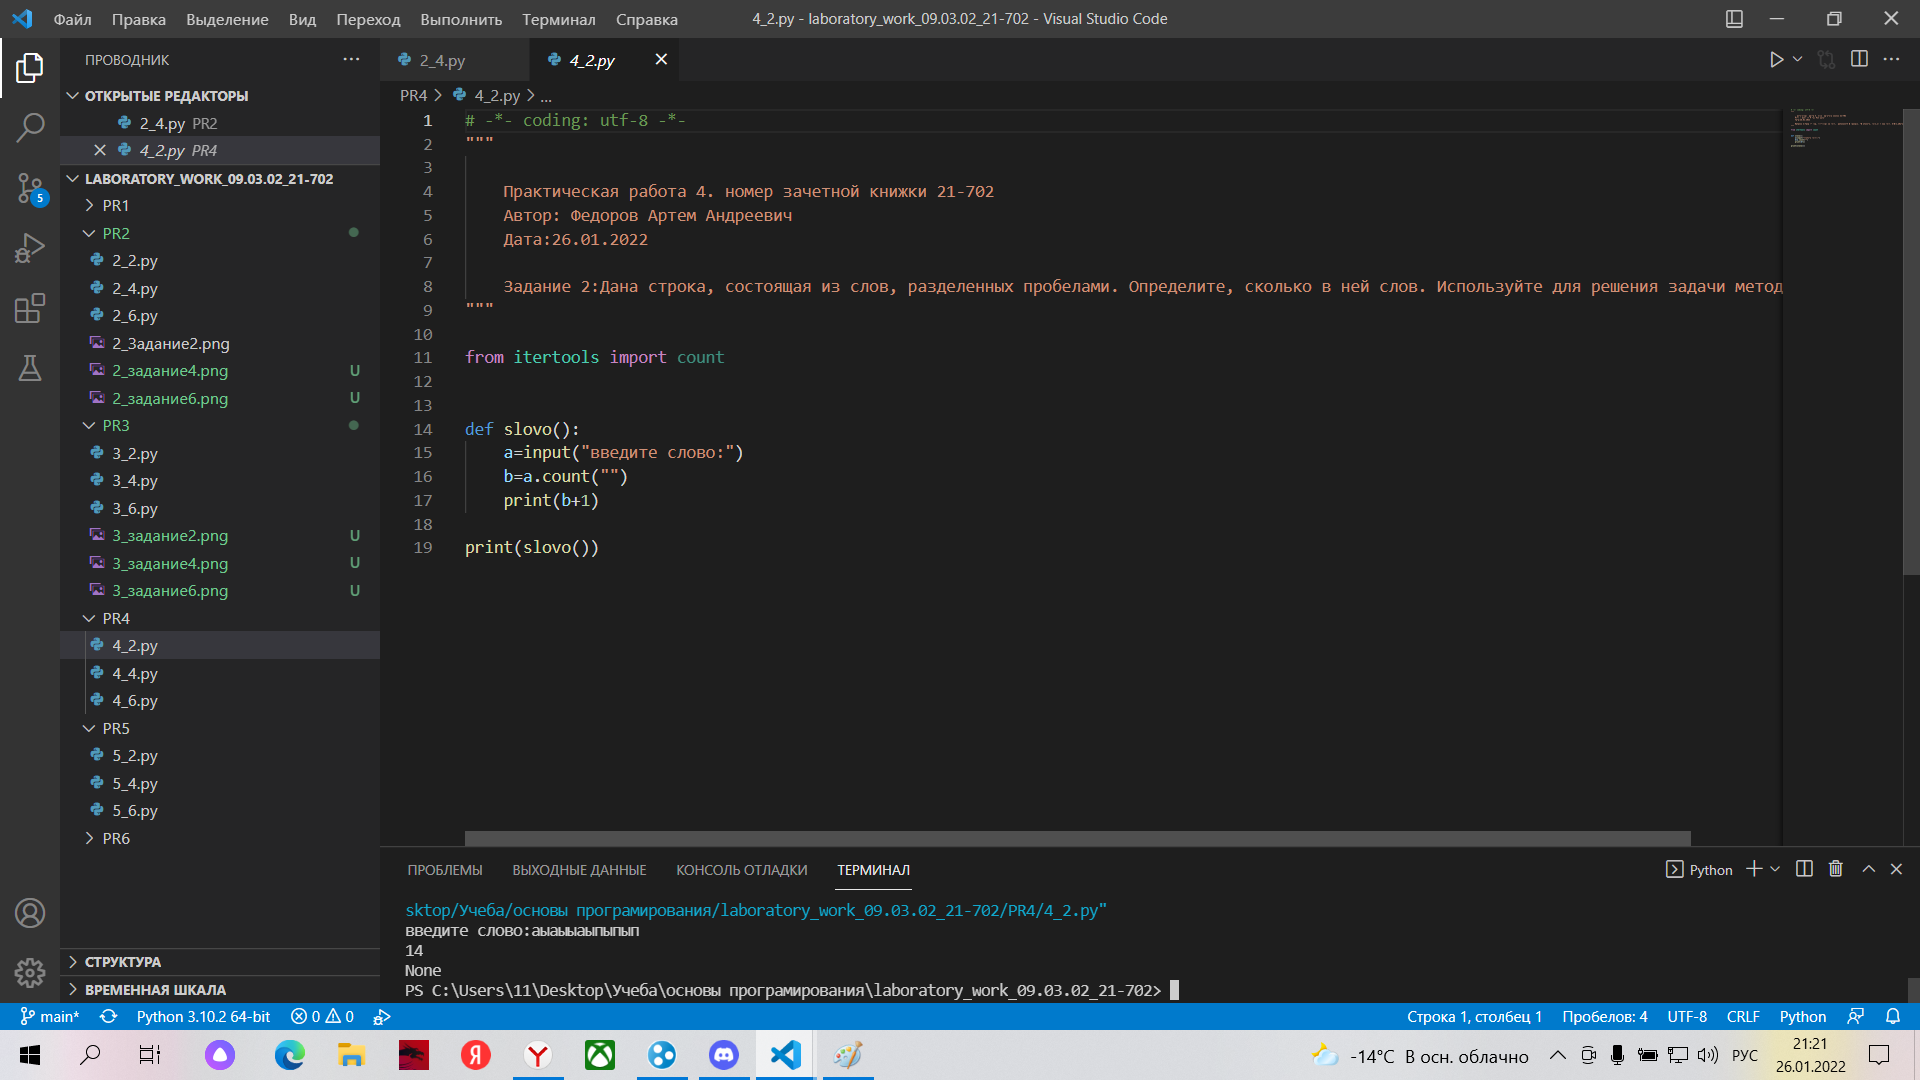 Файл Правка Выделение Вид Переход Выполнить Терминал Справка
4_2.py - laboratory_work_09.03.02_21-702 - Visual Studio Code
ПРОВОДНИК
ОТКРЫТЫЕ РЕДАКТОРЫ
2_4.py PR2
4_2.py PR4
LABORATORY_WORK_09.03.02_21-702
5
PR1
PR2
2_2.py
2_4.py
2_6.py
2_Задание2.png
2_задание4.png U
2_задание6.png U
PR3
3_2.py
3_4.py
3_6.py
3_задание2.png U
3_задание4.png U
3_задание6.png U
PR4
4_2.py
4_4.py
4_6.py
PR5
5_2.py
5_4.py
5_6.py
PR6
СТРУКТУРА
ВРЕМЕННАЯ ШКАЛА
2_4.py 4_2.py
PR4 > 4_2.py > ...
1 # -*- coding: utf-8 -*-
2 """
3
4 Практическая работа 4. номер зачетной книжки 21-702
5 Автор: Федоров Артем Андреевич
6 Дата:26.01.2022
7
8 Задание 2:Дана строка, состоящая из слов, разделенных пробелами. Определите, сколько в ней слов. Используйте для решения задачи метод
9 """
10
11 from itertools import count
12
13
14 def slovo():
15 a=input("введите слово:")
16 b=a.count("")
17 print(b+1)
18
19 print(slovo())
ПРОБЛЕМЫ ВЫХОДНЫЕ ДАННЫЕ КОНСОЛЬ ОТЛАДКИ ТЕРМИНАЛ
Python
sktop/Учеба/основы програмирования/laboratory_work_09.03.02_21-702/PR4/4_2.py"
введите слово:аыаыыаыпыпып
14
None
PS C:\Users\11\Desktop\Учеба\основы програмирования\laboratory_work_09.03.02_21-702>
main* Python 3.10.2 64-bit 0 0
Строка 1, столбец 1 Пробелов: 4 UTF-8 CRLF Python
-14°C В осн. облачно
РУС
21:21
26.01.2022